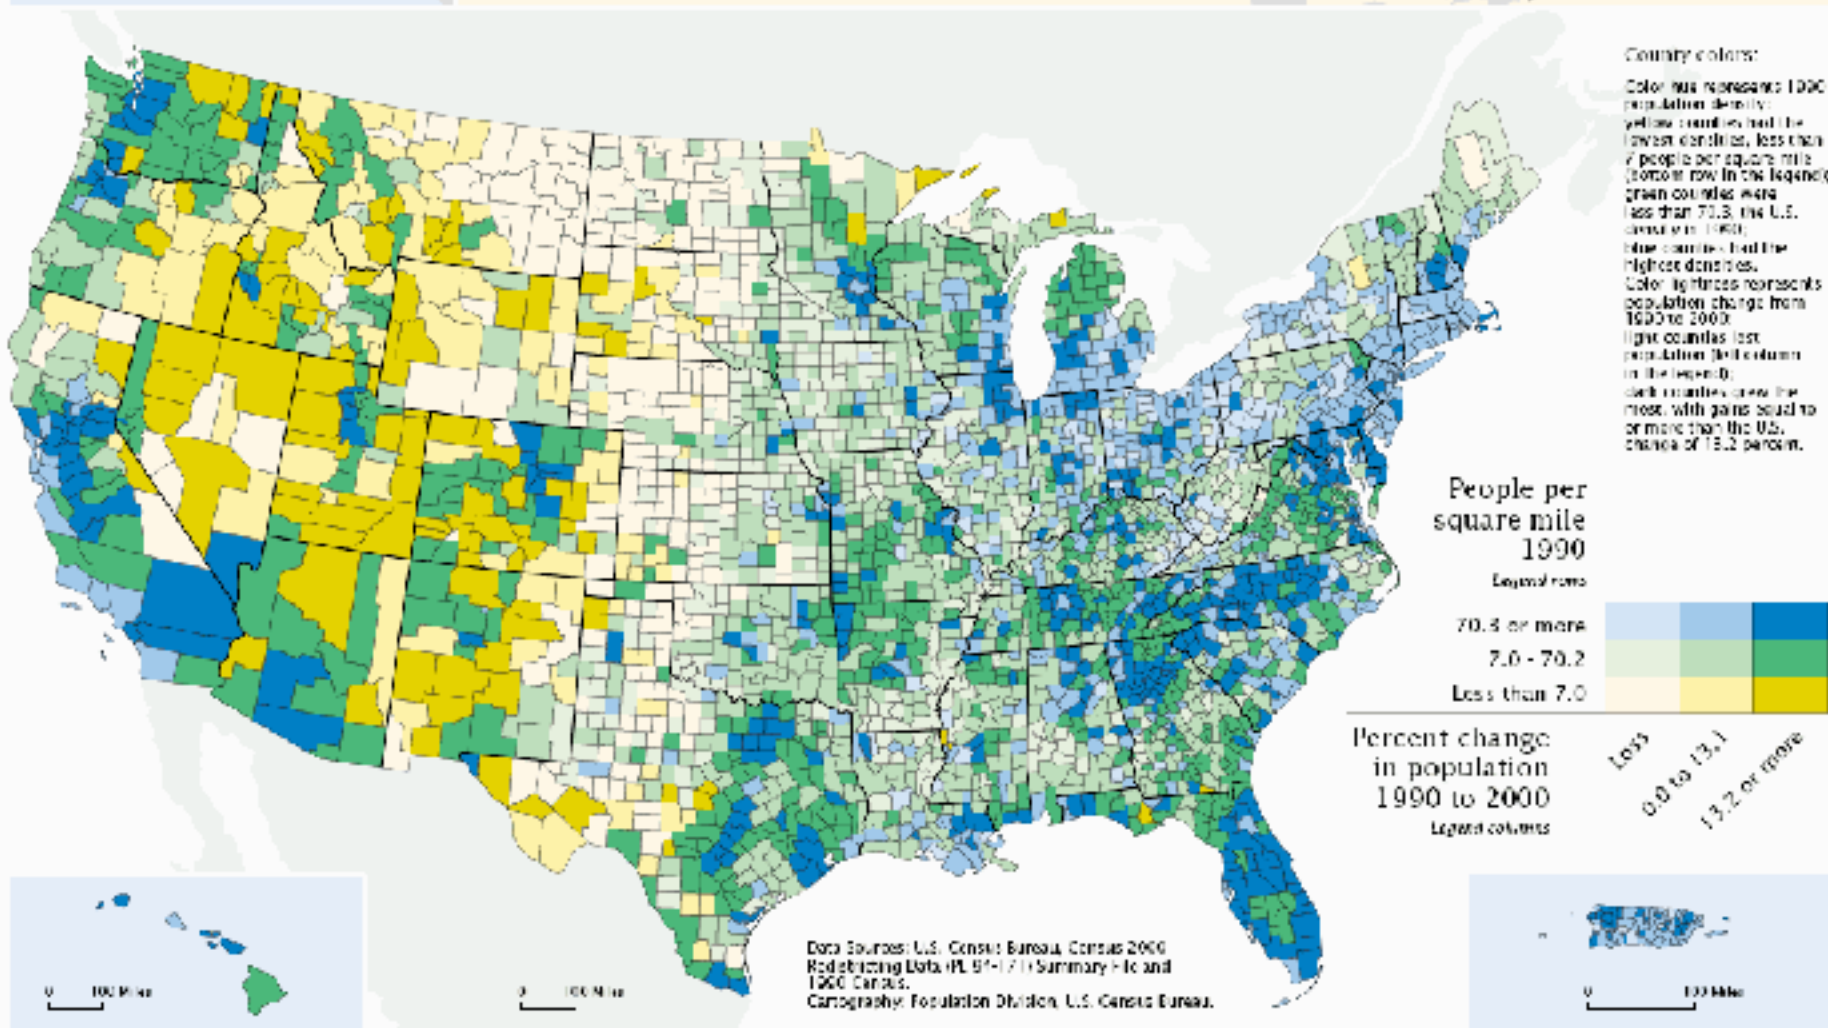 County colors:
Color hue represents 1990
population density:
yellow counties had the
lowest densities, less than
7 people per square mile
(bottom row in the legend);
green counties were
less than 70.3, the U.S.
density in 1990;
blue counties had the
highest densities.
Color lightness represents
population change from
1990 to 2000:
light counties lost
population (left column
in the legend);
dark counties grew the
most, with gains equal to
or more than the U.S.
change of 13.2 percent.
People per
square mile
1990
Legend rows
70.3 or more
7.0 - 70.2
Less than 7.0
Percent change
in population
1990 to 2000
Legend columns
Loss
0.0 to 13.1
13.2 or more
Data Sources: U.S. Census Bureau, Census 2000
Redistricting Data (PL 94-171) Summary File and
1990 Census.
Cartography: Population Division, U.S. Census Bureau.
0 100 Miles
0 100 Miles
0 100 Miles